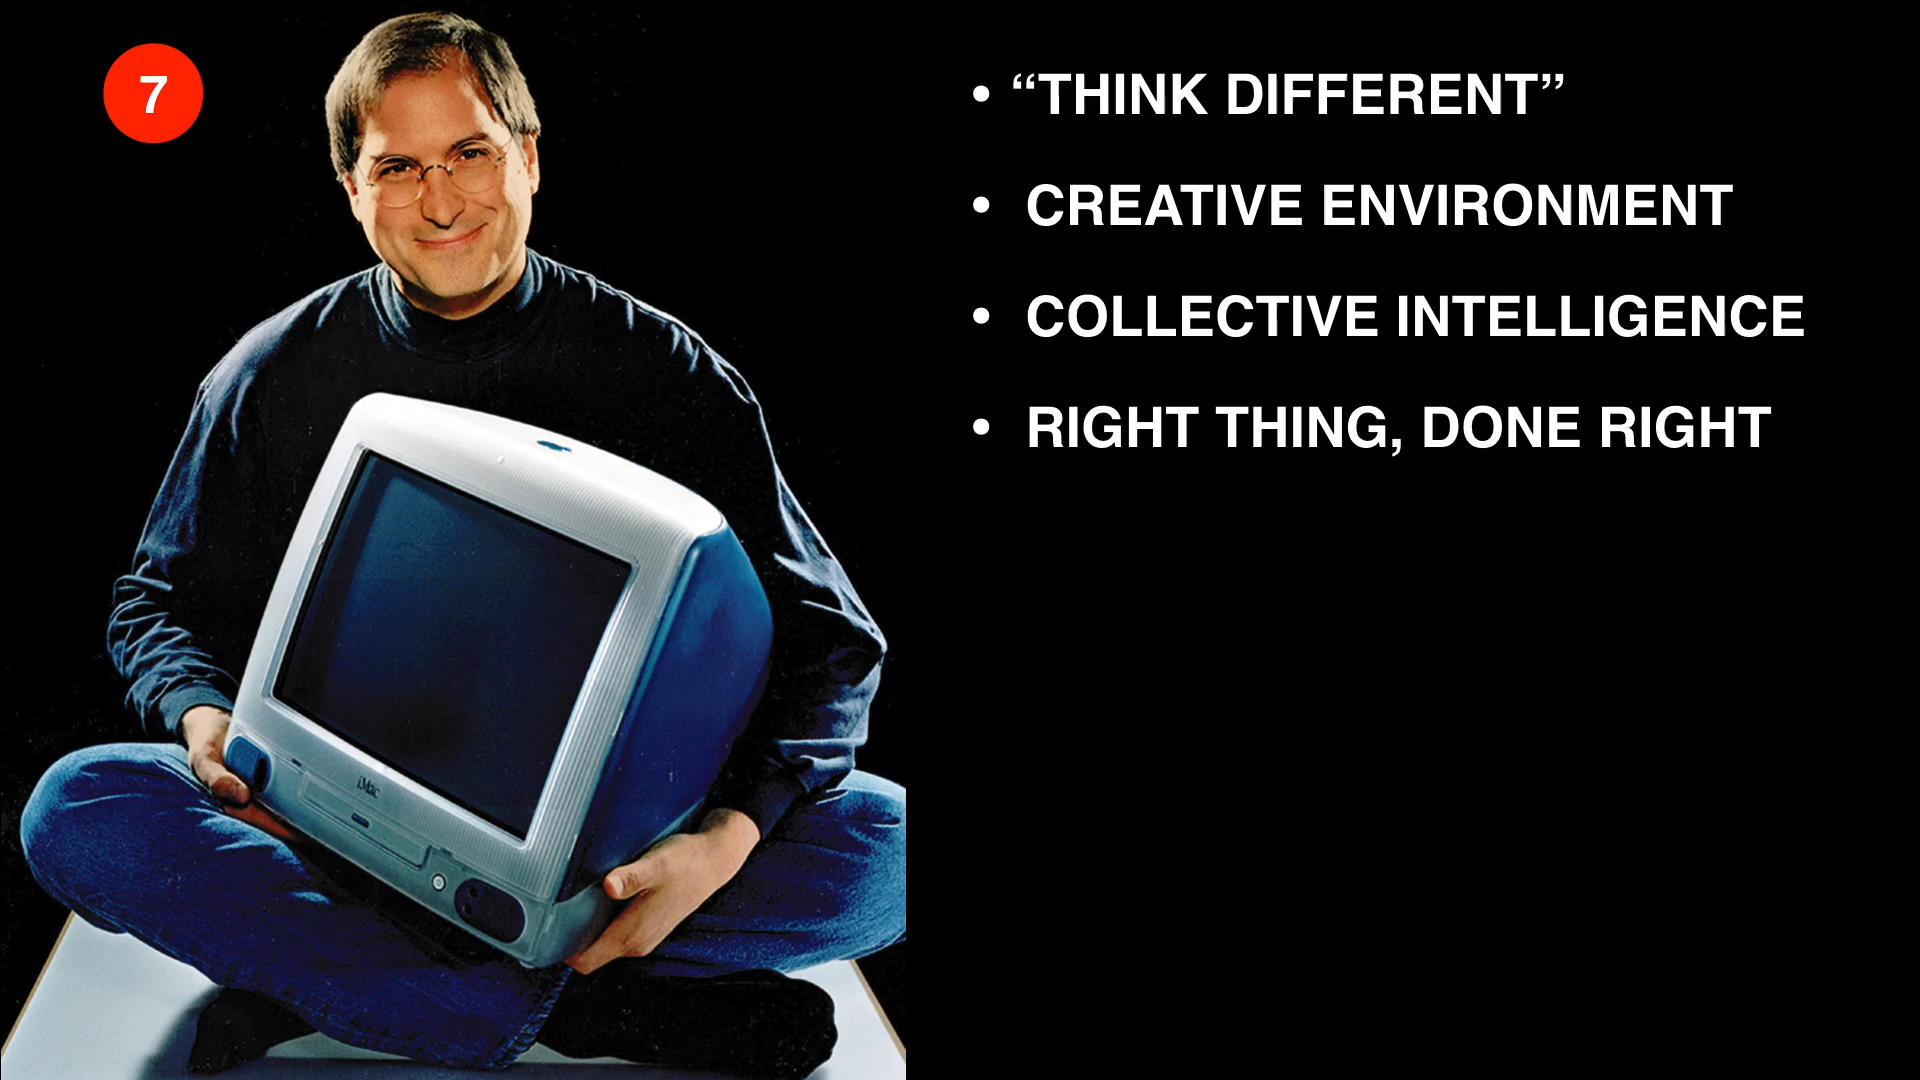 7
• “THINK DIFFERENT”
• CREATIVE ENVIRONMENT
• COLLECTIVE INTELLIGENCE
• RIGHT THING, DONE RIGHT
iMac